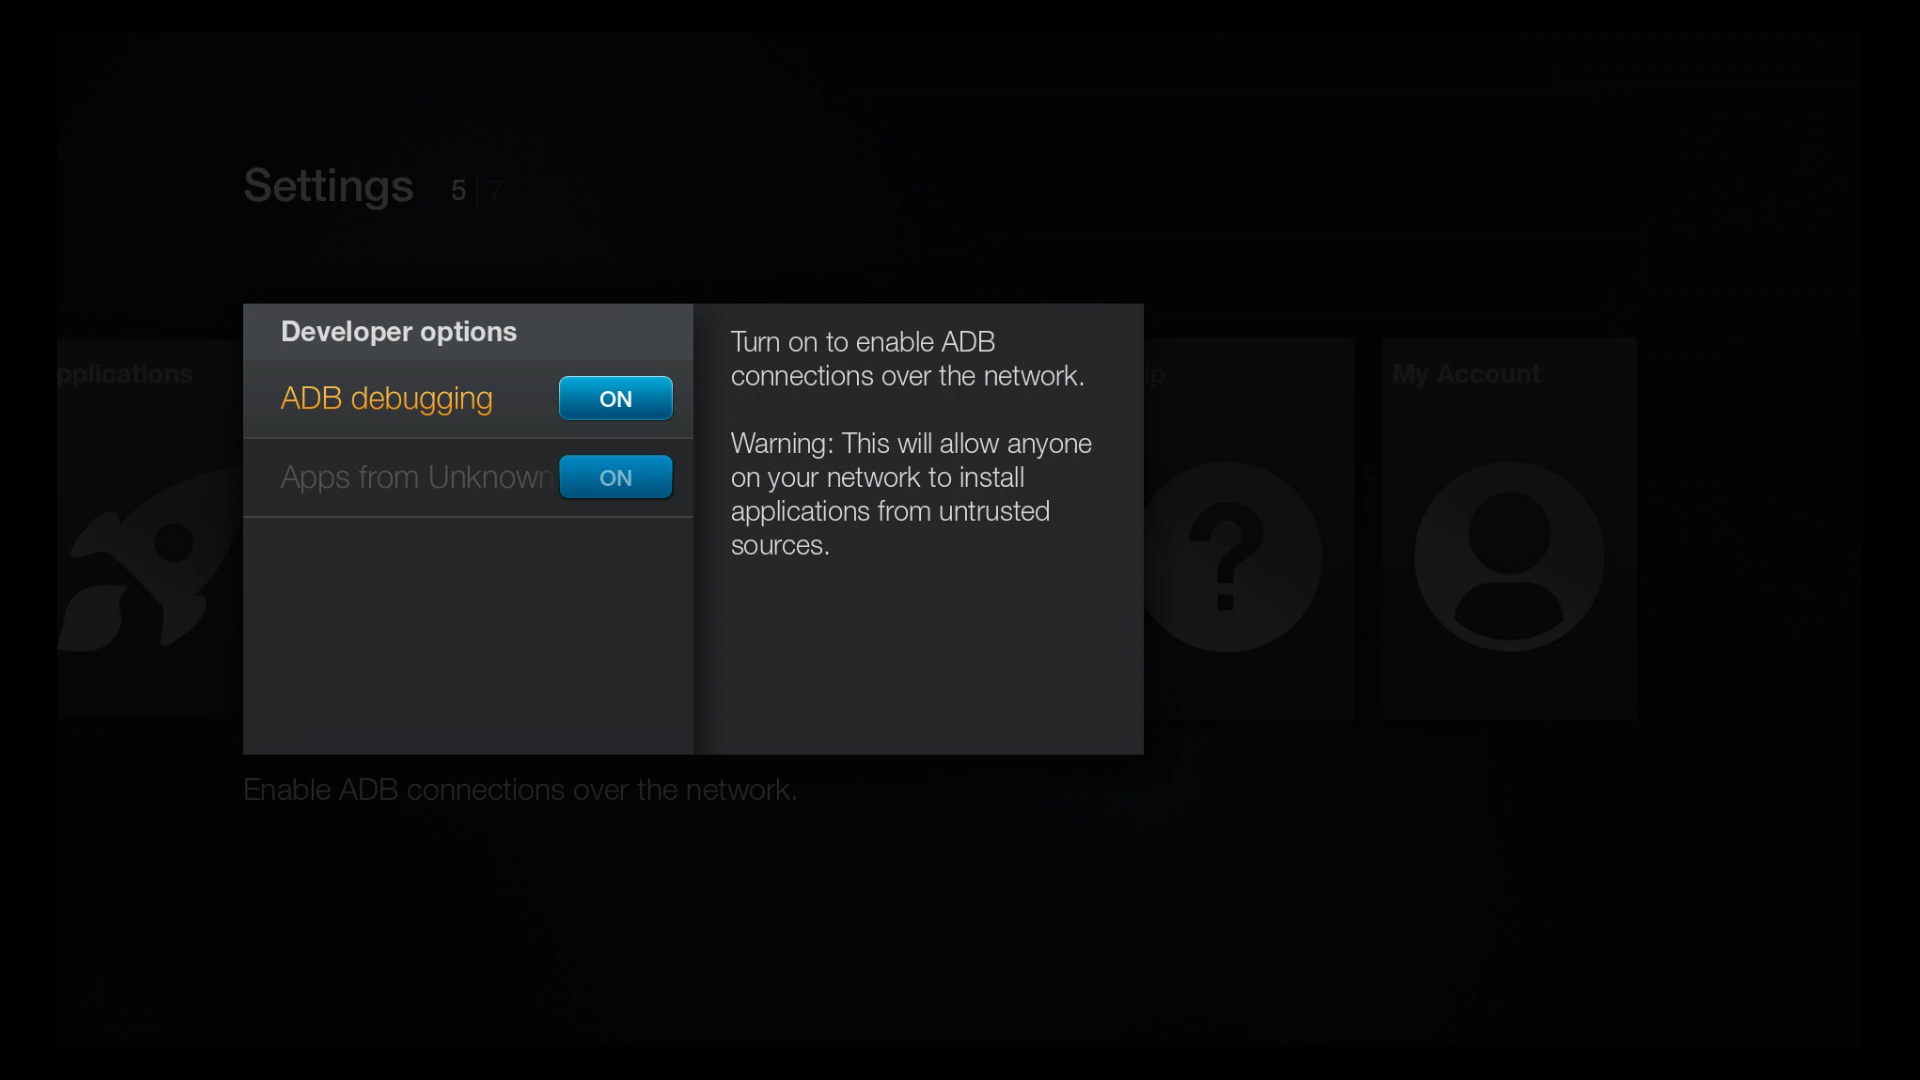 Settings 5 | 7
pplications
Developer options
ADB debugging ON
Apps from Unknown ON
Turn on to enable ADB
connections over the network.
Warning: This will allow anyone
on your network to install
applications from untrusted
sources.
lp
My Account
Enable ADB connections over the network.